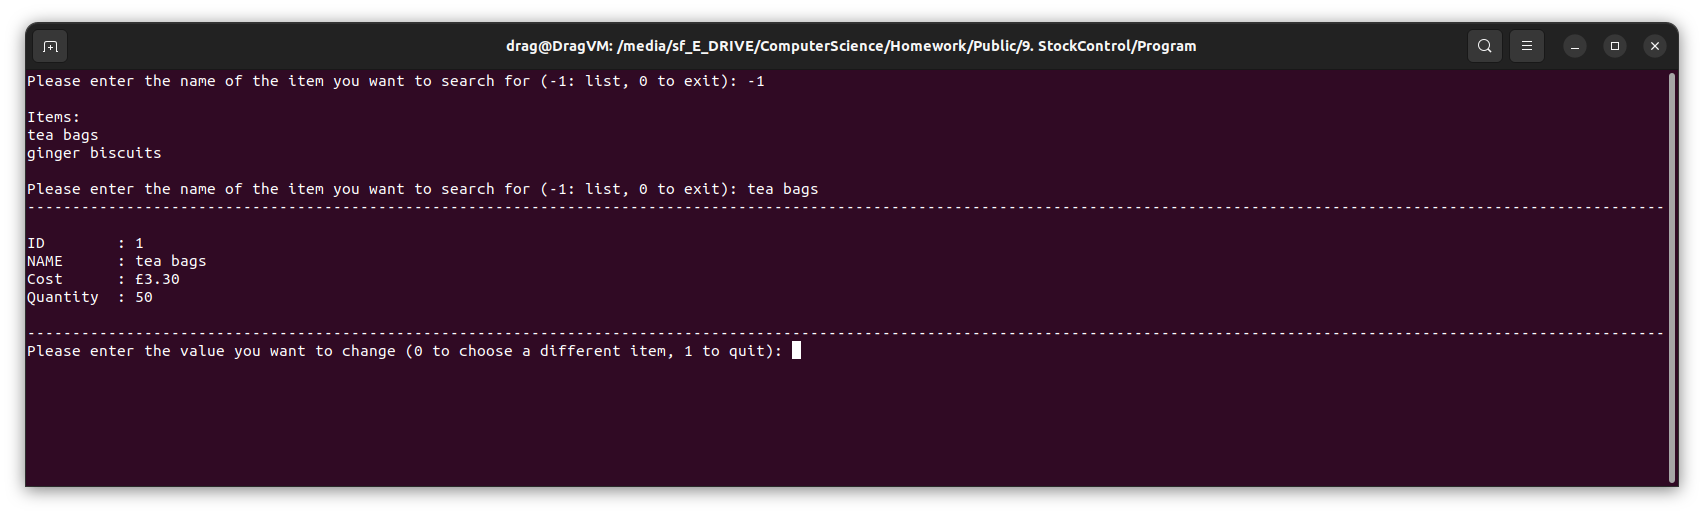 drag@DragVM: /media/sf_E_DRIVE/ComputerScience/Homework/Public/9. StockControl/Program
Please enter the name of the item you want to search for (-1: list, 0 to exit): -1
Items:
tea bags
ginger biscuits
Please enter the name of the item you want to search for (-1: list, 0 to exit): tea bags
--------------------------------------------------------------------------------------------------------------------------------------------------------------------------------------
ID        : 1
NAME      : tea bags
Cost      : £3.30
Quantity  : 50
--------------------------------------------------------------------------------------------------------------------------------------------------------------------------------------
Please enter the value you want to change (0 to choose a different item, 1 to quit):